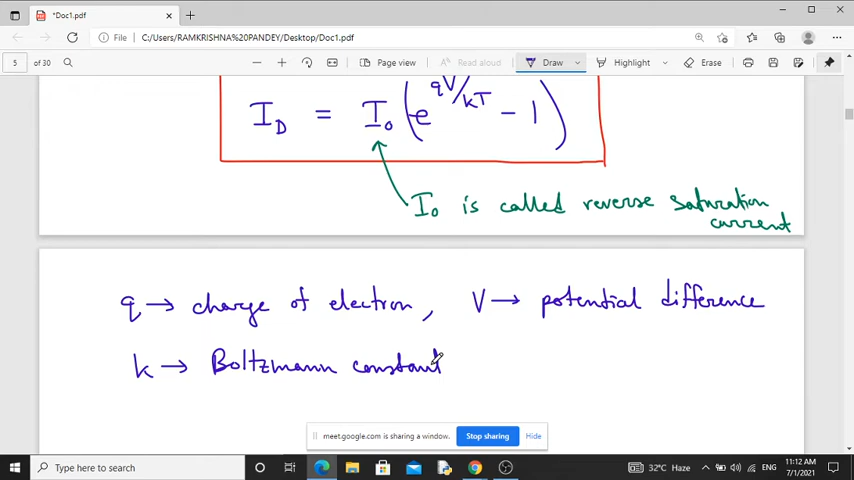 *Doc1.pdf
File
C:/Users/RAMKRISHNA%20PANDEY/Desktop/Doc1.pdf
5 of 30 Page view Read aloud Draw Highlight Erase
I_D = I_0 (e^{qV/kT} - 1)
I_0 is called reverse saturation
current
q → charge of electron, V → potential difference
k → Boltzmann constant
meet.google.com is sharing a window. Stop sharing Hide
Type here to search
32°C Haze ENG 11:12 AM
7/1/2021